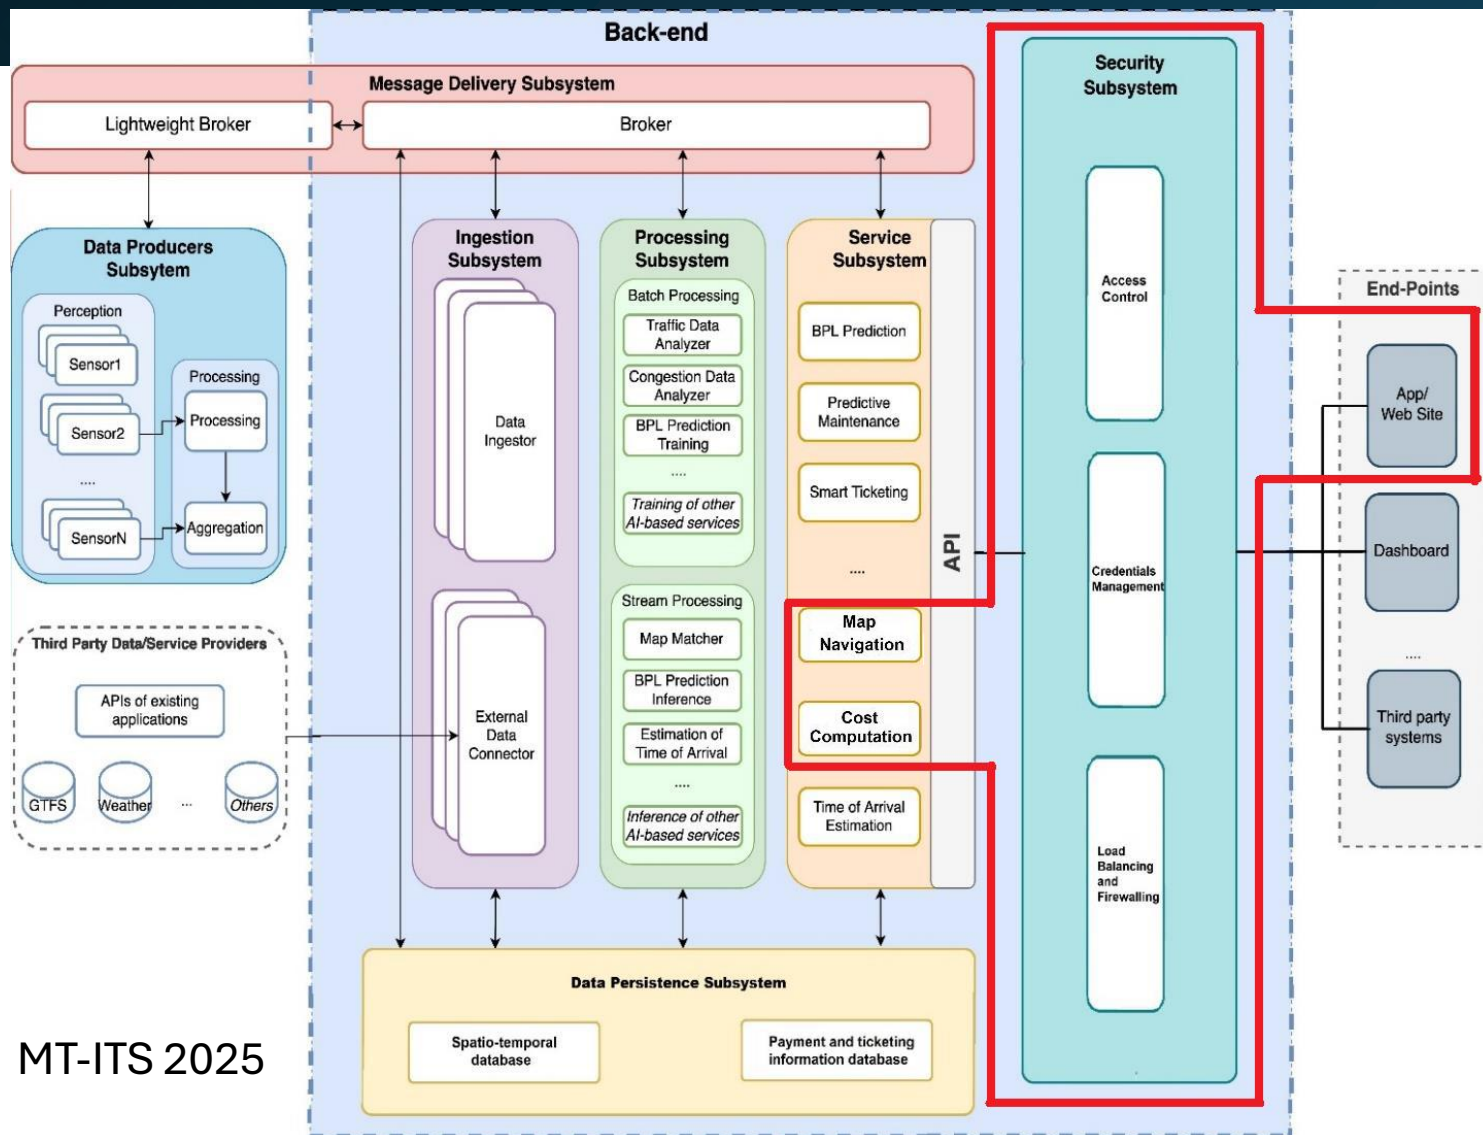 Back-end
Message Delivery Subsystem
Lightweight Broker
Broker
Security
Subsystem
Access
Control
Credentials
Management
Load
Balancing
and
Firewalling
Data Producers
Subsytem
Perception
Sensor1
Sensor2
....
SensorN
Processing
Processing
Aggregation
Third Party Data/Service Providers
APIs of existing
applications
GTFS
Weather
...
Others
Ingestion
Subsystem
Data
Ingestor
External
Data
Connector
Processing
Subsystem
Batch Processing
Traffic Data
Analyzer
Congestion Data
Analyzer
BPL Prediction
Training
....
Training of other
AI-based services
Stream Processing
Map Matcher
BPL Prediction
Inference
Estimation of
Time of Arrival
....
Inference of other
AI-based services
Service
Subsystem
BPL Prediction
Predictive
Maintenance
Smart Ticketing
....
Map
Navigation
Cost
Computation
Time of Arrival
Estimation
API
End-Points
App/
Web Site
Dashboard
....
Third party
systems
Data Persistence Subsystem
Spatio-temporal
database
Payment and ticketing
information database
MT-ITS 2025